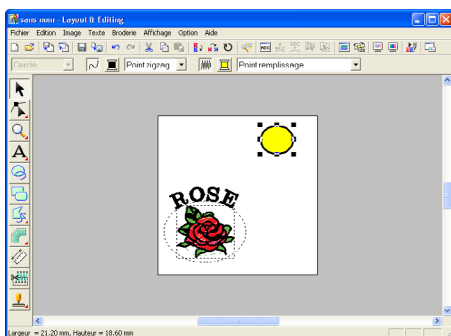 sans nom - Layout & Editing
Fichier Edition Image Texte Broderie Affichage Option Aide
Cercle Point zigzag Point remplissage
A
ROSE
Largeur = 21.20 mm, Hauteur = 18.60 mm